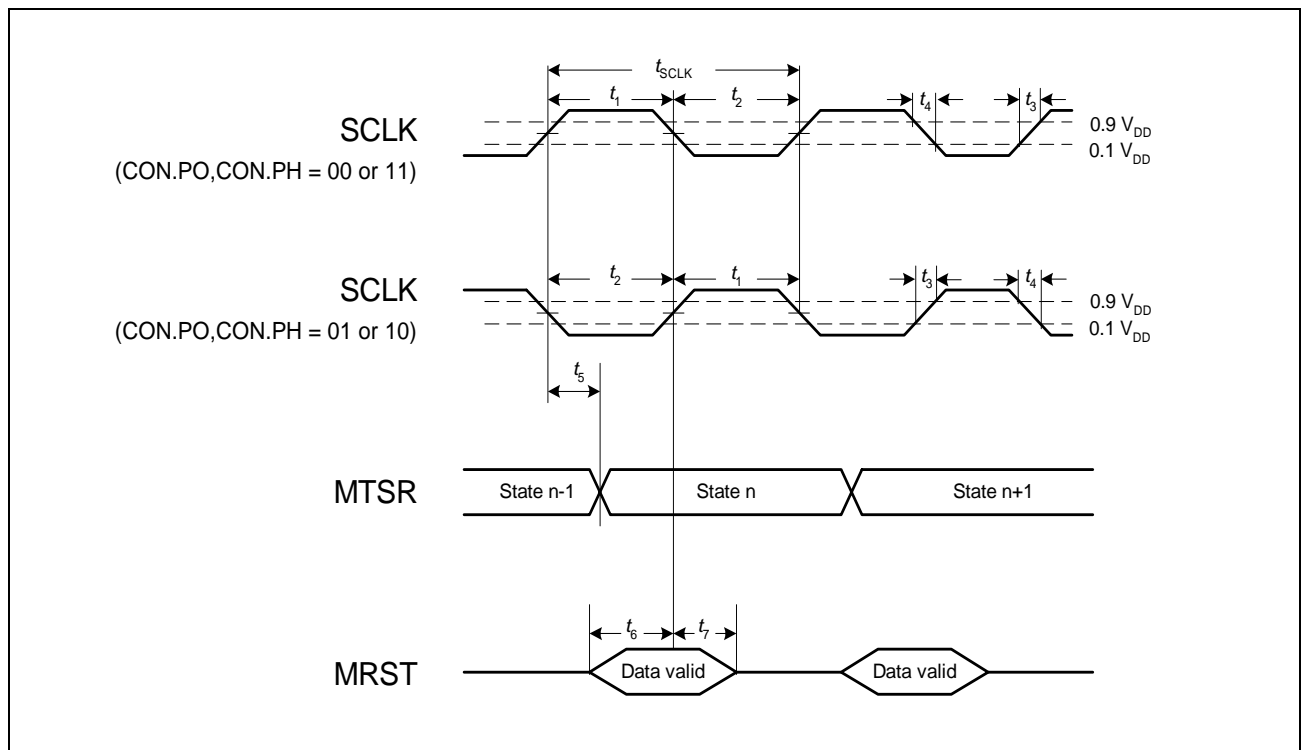 tSCLK
t1 t2 t4 t3
SCLK
0.9 VDD
0.1 VDD
(CON.PO,CON.PH = 00 or 11)
t2 t1 t3 t4
SCLK
0.9 VDD
0.1 VDD
(CON.PO,CON.PH = 01 or 10)
t5
MTSR
State n-1 State n State n+1
t6 t7
MRST
Data valid Data valid